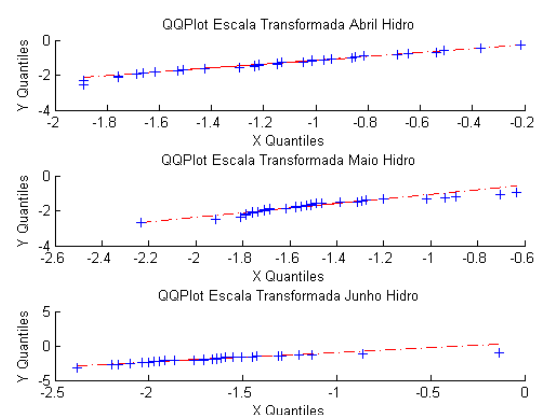 QQPlot Escala Transformada Abril Hidro
Y Quantiles
0
-2
-4
-2 -1.8 -1.6 -1.4 -1.2 -1 -0.8 -0.6 -0.4 -0.2
X Quantiles
QQPlot Escala Transformada Maio Hidro
Y Quantiles
0
-2
-4
-2.6 -2.4 -2.2 -2 -1.8 -1.6 -1.4 -1.2 -1 -0.8 -0.6
X Quantiles
QQPlot Escala Transformada Junho Hidro
Y Quantiles
5
0
-5
-2.5 -2 -1.5 -1 -0.5 0
X Quantiles